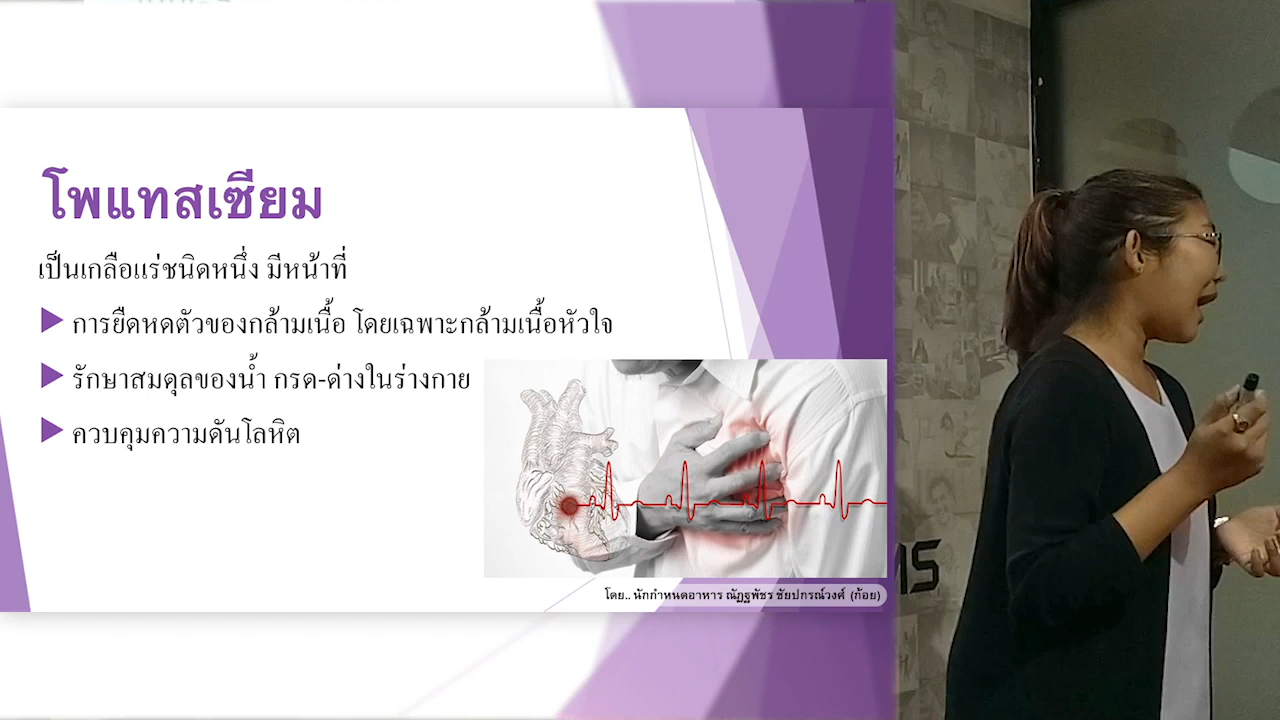 โพแทสเซียม
เป็นเกลือแร่ชนิดหนึ่ง มีหน้าที่
การยืดหดตัวของกล้ามเนื้อ โดยเฉพาะกล้ามเนื้อหัวใจ
รักษาสมดุลของน้ำ กรด-ด่างในร่างกาย
ควบคุมความดันโลหิต
โดย.. นักกำหนดอาหาร ณัฏฐพัชร ชัยปกรณ์วงศ์ (ก้อย)